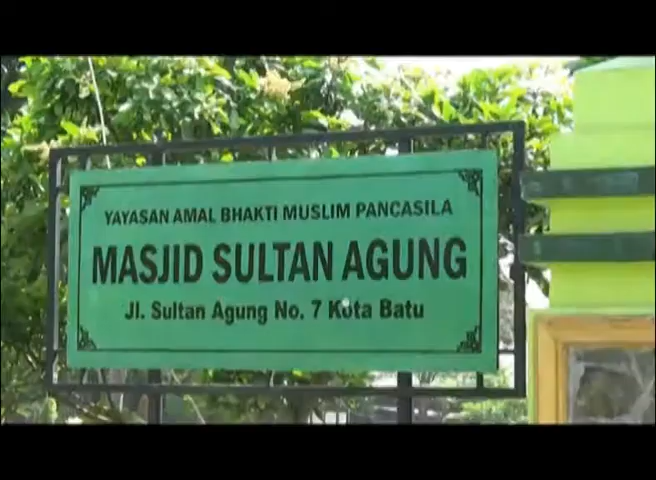 YAYASAN AMAL BHAKTI MUSLIM PANCASILA
MASJID SULTAN AGUNG
Jl. Sultan Agung No. 7 Kota Batu